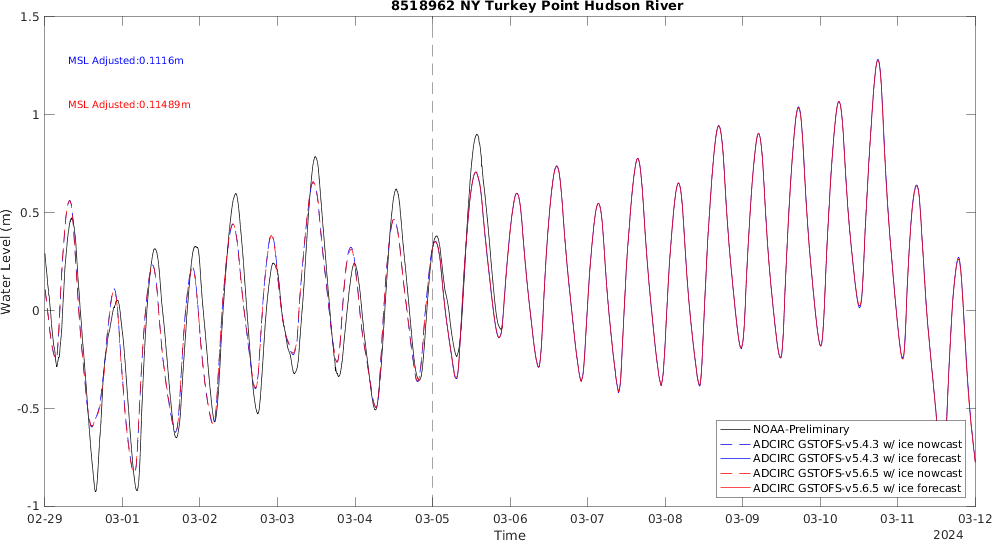 8518962 NY Turkey Point Hudson River
1.5
MSL Adjusted:0.1116m
MSL Adjusted:0.11489m
1
0.5
Water Level (m)
0
-0.5
-1
NOAA-Preliminary
ADCIRC GSTOFS-v5.4.3 w/ ice nowcast
ADCIRC GSTOFS-v5.4.3 w/ ice forecast
ADCIRC GSTOFS-v5.6.5 w/ ice nowcast
ADCIRC GSTOFS-v5.6.5 w/ ice forecast
02-29 03-01 03-02 03-03 03-04 03-05 03-06 03-07 03-08 03-09 03-10 03-11 03-12
Time
2024